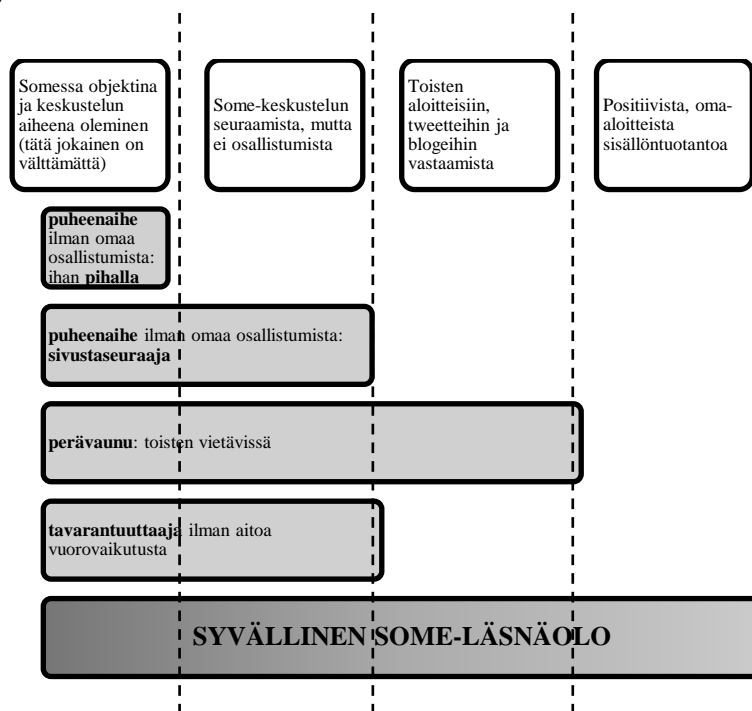 Somessa objektina
ja keskustelun
aiheena oleminen
(tätä jokainen on
välttämättä)
Some-keskustelun
seuraamista, mutta
ei osallistumista
Toisten
aloitteisiin,
tweetteihin ja
blogeihin
vastaamista
Positiivista, oma-
aloitteista
sisällöntuotantoa
puheenaihe
ilman omaa
osallistumista:
ihan pihalla
puheenaihe ilman omaa osallistumista:
sivustaseuraaja
perävaunu: toisten vietävissä
tavarantuuttaaja ilman aitoa
vuorovaikutusta
SYVÄLLINEN SOME-LÄSNÄOLO